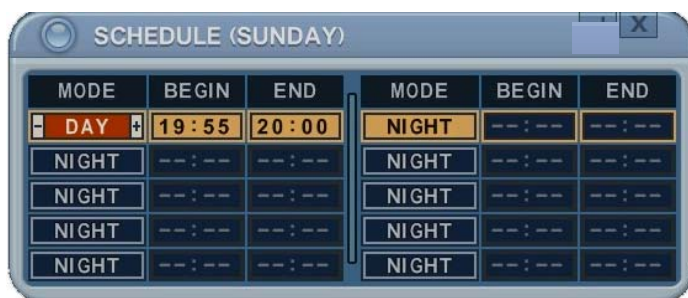 SCHEDULE (SUNDAY) X
MODE BEGIN END MODE BEGIN END
- DAY + 19:55 20:00 NIGHT --:-- --:--
NIGHT --:-- --:-- NIGHT --:-- --:--
NIGHT --:-- --:-- NIGHT --:-- --:--
NIGHT --:-- --:-- NIGHT --:-- --:--
NIGHT --:-- --:-- NIGHT --:-- --:--